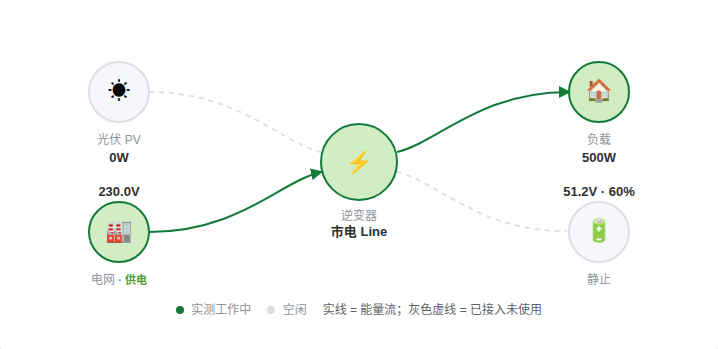 光伏 PV
0W
负载
500W
230.0V
51.2V · 60%
逆变器
市电 Line
电网 · 供电
静止
实测工作中
空闲
实线 = 能量流；灰色虚线 = 已接入未使用